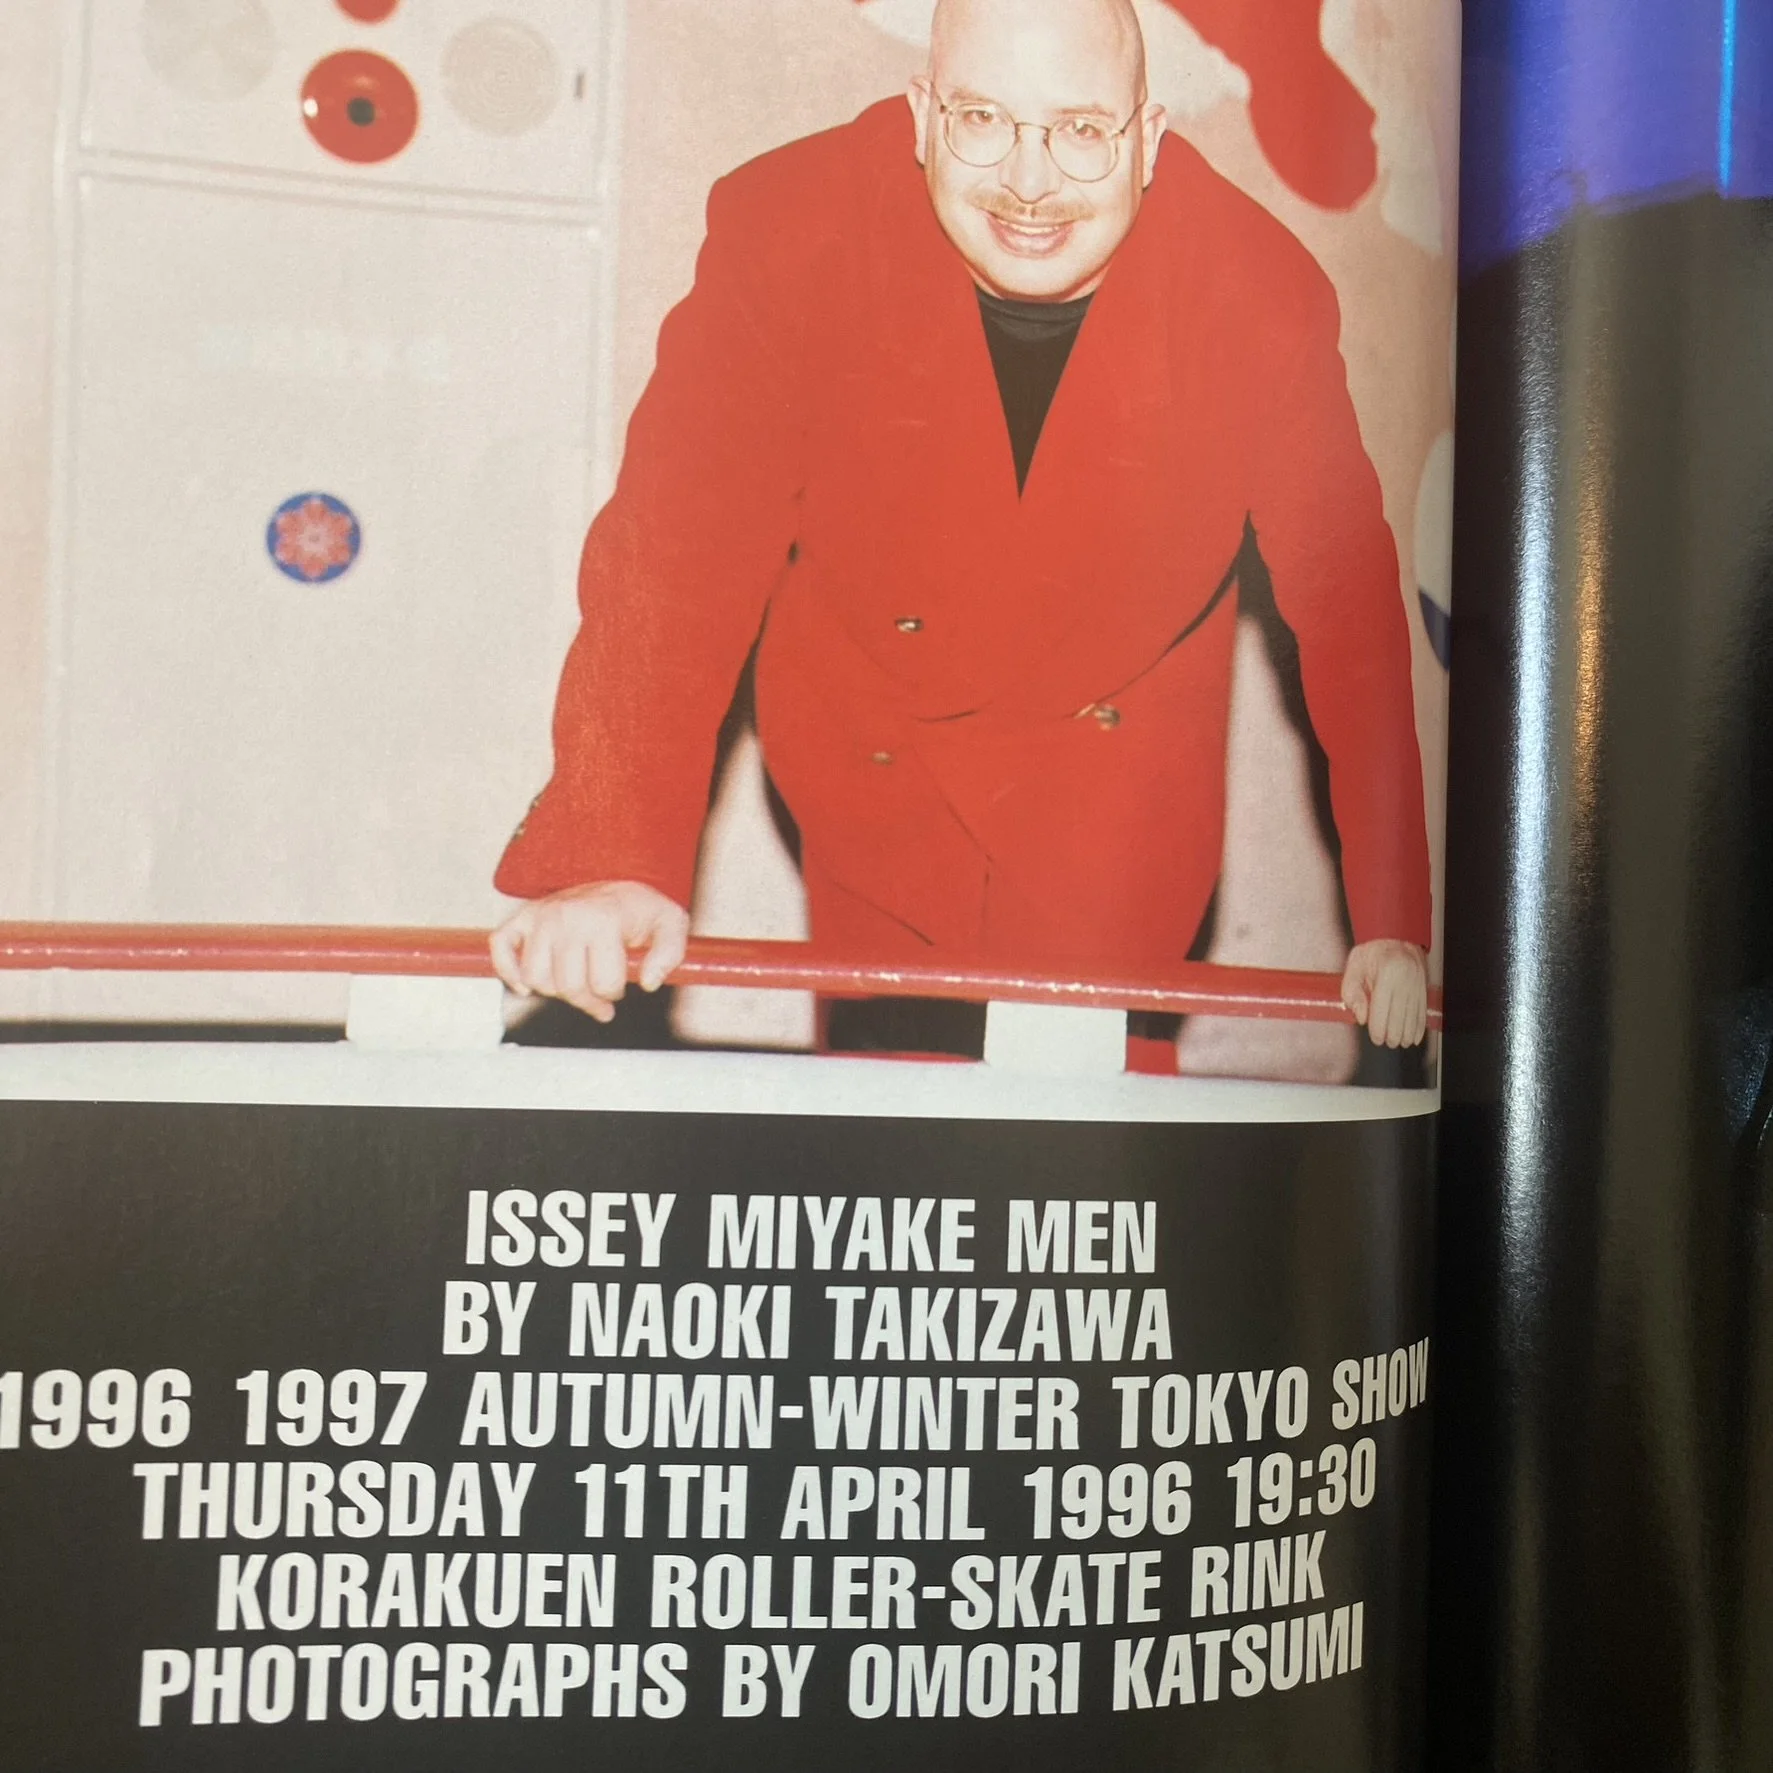 ISSEY MIYAKE MEN
BY NAOKI TAKIZAWA
1996 1997 AUTUMN-WINTER TOKYO SHOW
THURSDAY 11TH APRIL 1996 19:30
KORAKUEN ROLLER-SKATE RINK
PHOTOGRAPHS BY OMORI KATSUMI